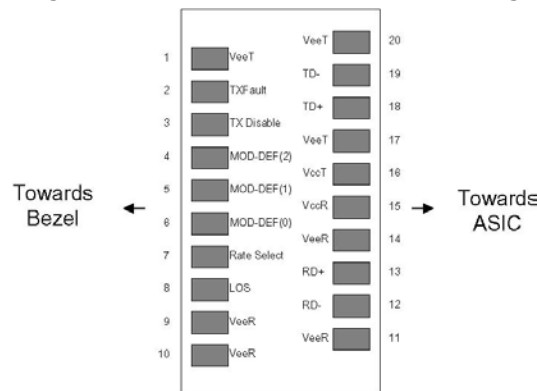 VeeT 20
1 VeeT
TD- 19
2 TXFault
TD+ 18
3 TX Disable
VeeT 17
4 MOD-DEF(2)
VccT 16
5 MOD-DEF(1)
VccR 15
6 MOD-DEF(0)
VeeR 14
7 Rate Select
RD+ 13
8 LOS
RD- 12
9 VeeR
VeeR 11
10 VeeR
Towards
Bezel
Towards
ASIC